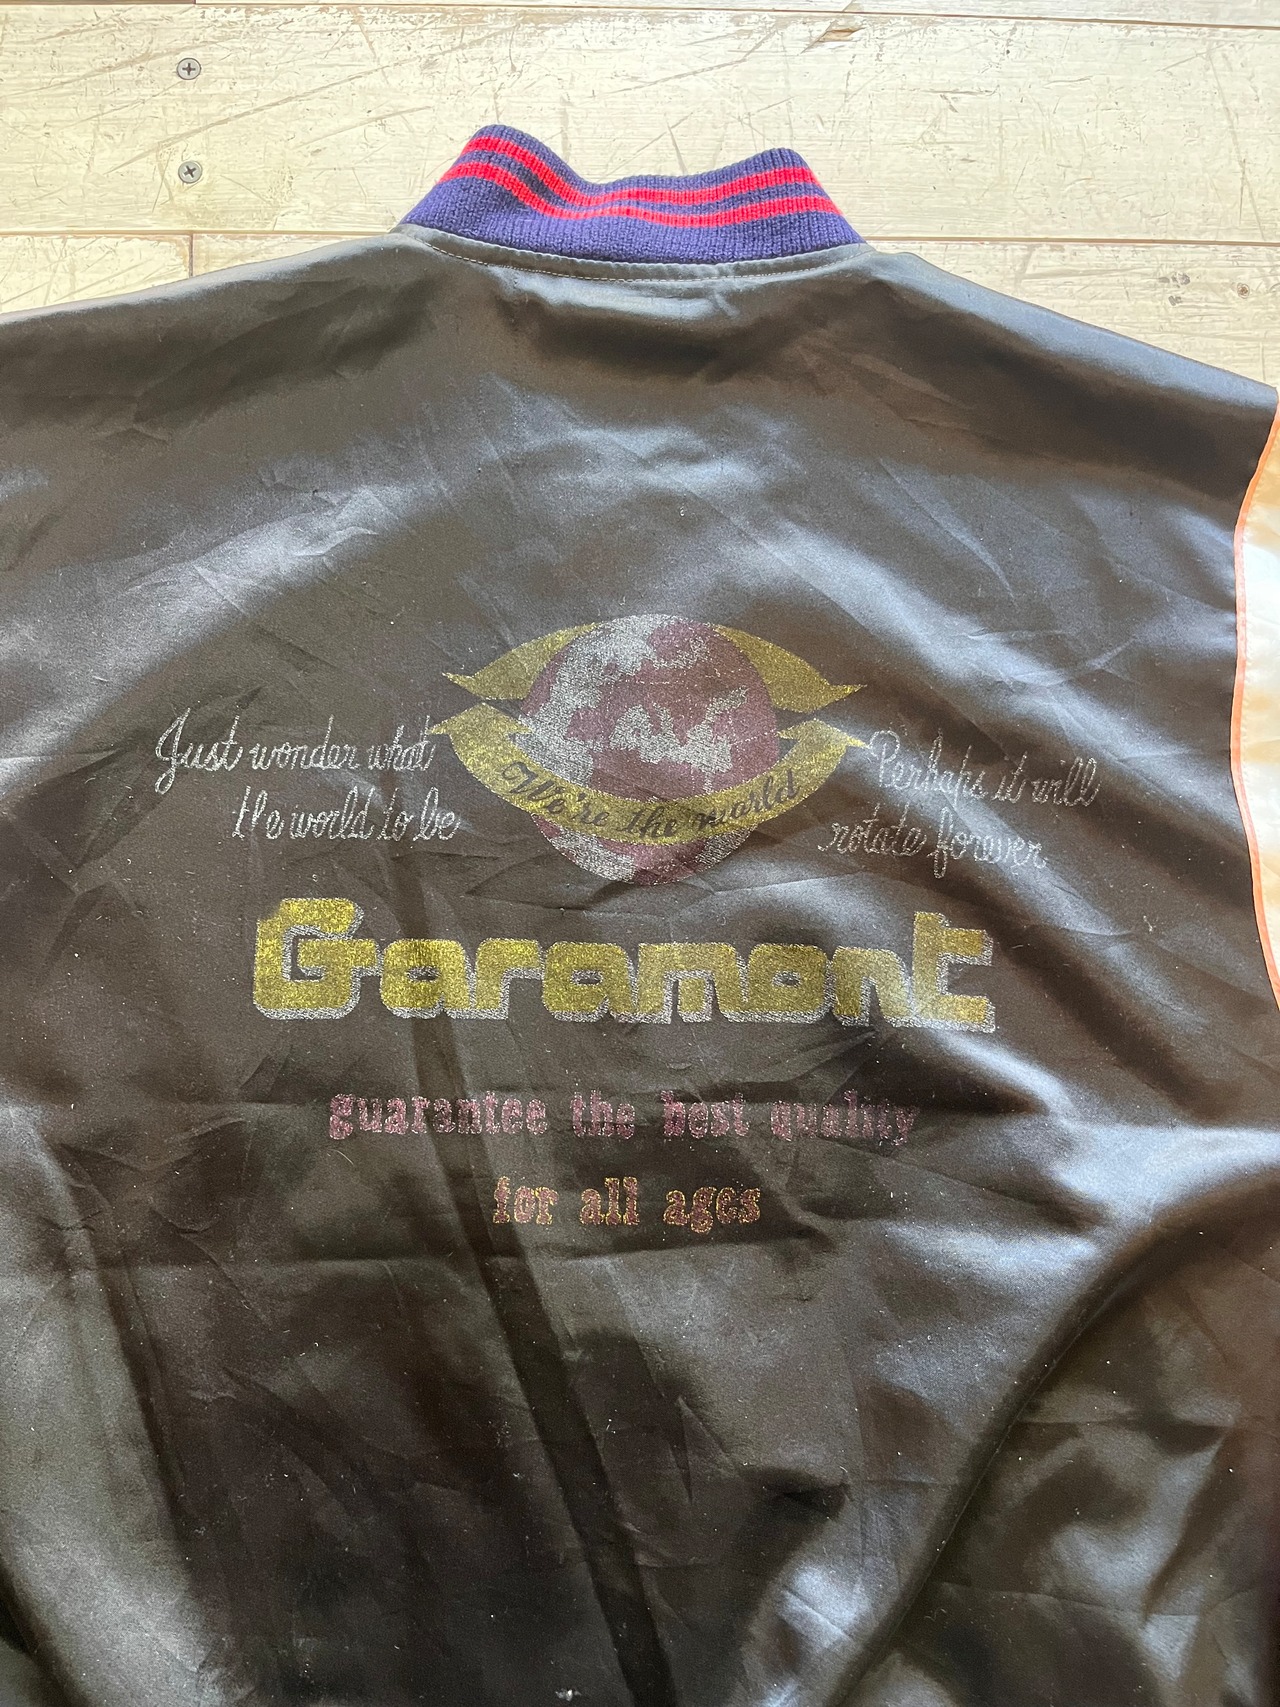 Just wonder what
the world to be
We're the world
Perhaps it will
rotate forever
Garamont
guarantee the best quality
for all ages